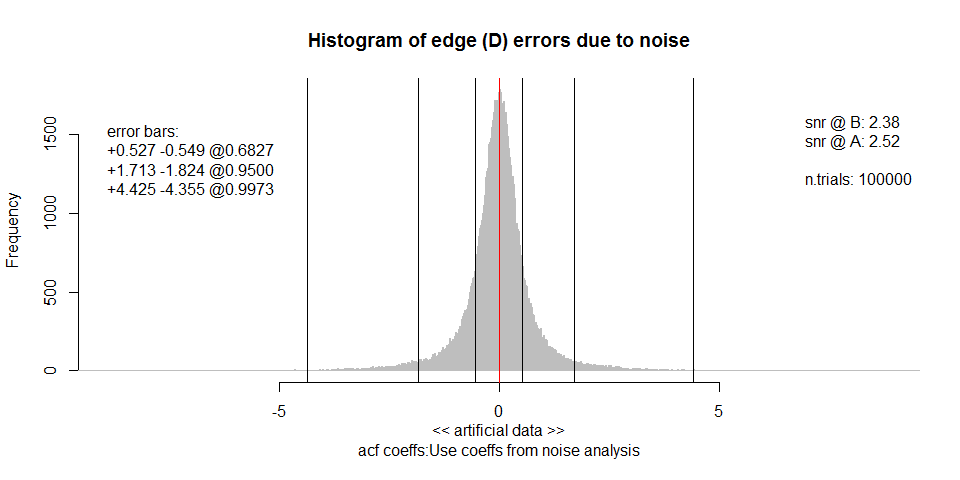 Histogram of edge (D) errors due to noise
error bars:
+0.527 -0.549 @0.6827
+1.713 -1.824 @0.9500
+4.425 -4.355 @0.9973
snr @ B: 2.38
snr @ A: 2.52
n.trials: 100000
Frequency
1500
1000
500
0
-5 0 5
<< artificial data >>
acf coeffs:Use coeffs from noise analysis